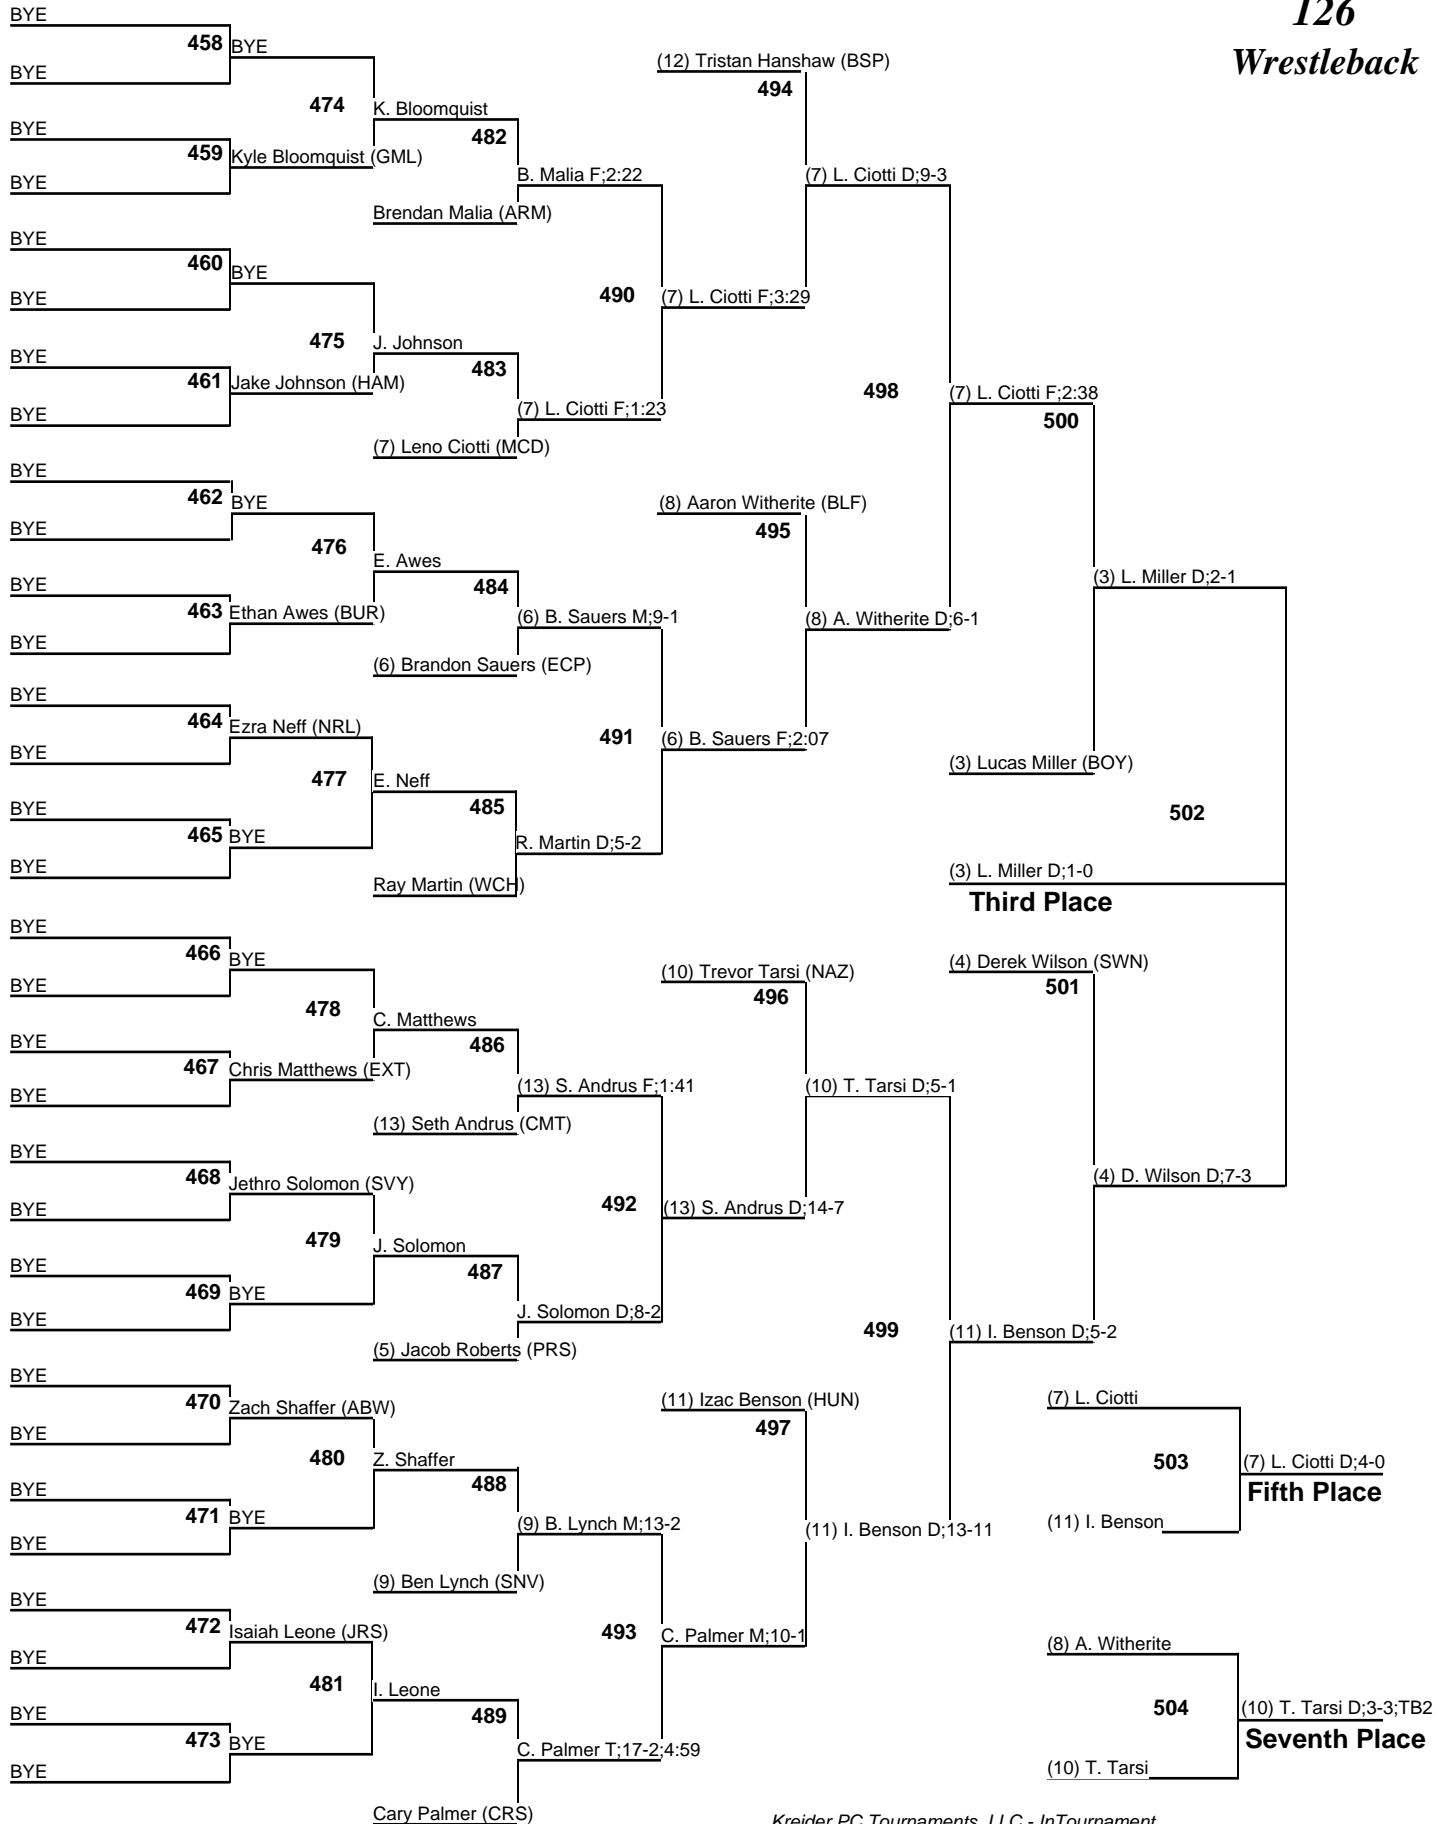 126
Wrestleback
BYE
458 BYE
BYE
474 K. Bloomquist
BYE
459 Kyle Bloomquist (GML)
BYE
482
B. Malia F;2:22
Brendan Malia (ARM)
BYE
460 BYE
BYE
475 J. Johnson
BYE
461 Jake Johnson (HAM)
BYE
483
(7) L. Ciotti F;1:23
(7) Leno Ciotti (MCD)
490 (7) L. Ciotti F;3:29
(12) Tristan Hanshaw (BSP)
494
(7) L. Ciotti D;9-3
BYE
462 BYE
BYE
476 E. Awes
BYE
463 Ethan Awes (BUR)
BYE
484
(6) B. Sauers M;9-1
(6) Brandon Sauers (ECP)
BYE
464 Ezra Neff (NRL)
BYE
477 E. Neff
BYE
465 BYE
BYE
485
R. Martin D;5-2
Ray Martin (WCH)
491 (6) B. Sauers F;2:07
(8) Aaron Witherite (BLF)
495
(8) A. Witherite D;6-1
498 (7) L. Ciotti F;2:38
500
(3) L. Miller D;2-1
(3) Lucas Miller (BOY)
502
(3) L. Miller D;1-0
Third Place
BYE
466 BYE
BYE
478 C. Matthews
BYE
467 Chris Matthews (EXT)
BYE
486
(13) S. Andrus F;1:41
(13) Seth Andrus (CMT)
BYE
468 Jethro Solomon (SVY)
BYE
479 J. Solomon
BYE
469 BYE
BYE
487
J. Solomon D;8-2
(5) Jacob Roberts (PRS)
492 (13) S. Andrus D;14-7
(10) Trevor Tarsi (NAZ)
496
(10) T. Tarsi D;5-1
(4) Derek Wilson (SWN)
501
(4) D. Wilson D;7-3
499 (11) I. Benson D;5-2
BYE
470 Zach Shaffer (ABW)
BYE
480 Z. Shaffer
BYE
471 BYE
BYE
488
(9) B. Lynch M;13-2
(9) Ben Lynch (SNV)
BYE
472 Isaiah Leone (JRS)
BYE
481 I. Leone
BYE
473 BYE
BYE
489
C. Palmer T;17-2;4:59
Cary Palmer (CRS)
493 C. Palmer M;10-1
(11) Izac Benson (HUN)
497
(11) I. Benson D;13-11
(7) L. Ciotti
503 (7) L. Ciotti D;4-0
Fifth Place
(11) I. Benson
(8) A. Witherite
504 (10) T. Tarsi D;3-3;TB2
Seventh Place
(10) T. Tarsi
Kreider PC Tournaments, LLC - InTournament